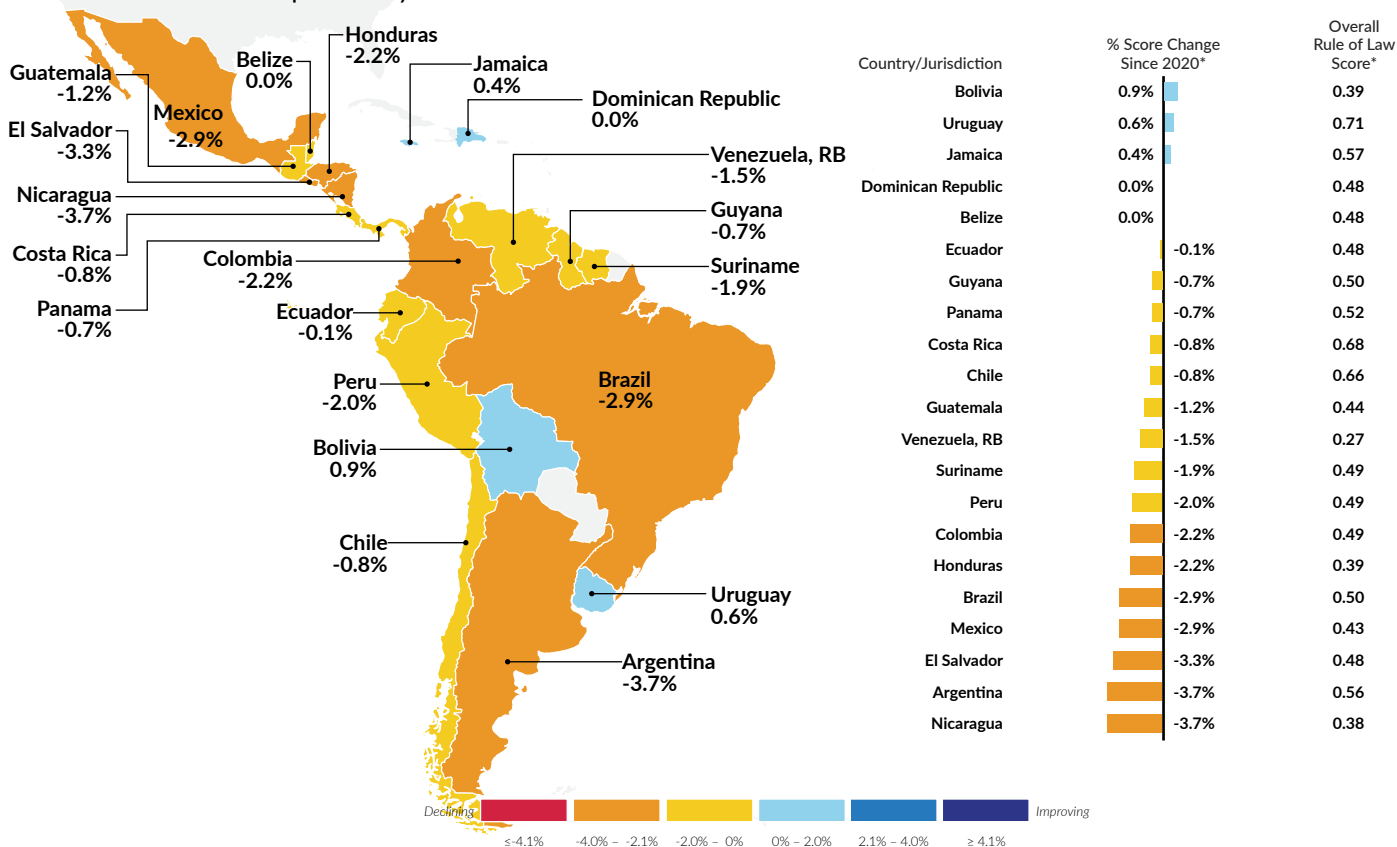 Honduras
-2.2%
Belize
0.0%
Guatemala
-1.2%
Jamaica
0.4%
Mexico
-2.9%
Dominican Republic
0.0%
El Salvador
-3.3%
Venezuela, RB
-1.5%
Nicaragua
-3.7%
Guyana
-0.7%
Costa Rica
-0.8%
Colombia
-2.2%
Suriname
-1.9%
Panama
-0.7%
Ecuador
-0.1%
Peru
-2.0%
Brazil
-2.9%
Bolivia
0.9%
Chile
-0.8%
Uruguay
0.6%
Argentina
-3.7%
Declining
Improving
≤-4.1%
-4.0% – -2.1%
-2.0% – 0%
0% – 2.0%
2.1% – 4.0%
≥ 4.1%
Country/Jurisdiction
% Score Change
Since 2020*
Overall
Rule of Law
Score*
Bolivia 0.9% 0.39
Uruguay 0.6% 0.71
Jamaica 0.4% 0.57
Dominican Republic 0.0% 0.48
Belize 0.0% 0.48
Ecuador -0.1% 0.48
Guyana -0.7% 0.50
Panama -0.7% 0.52
Costa Rica -0.8% 0.68
Chile -0.8% 0.66
Guatemala -1.2% 0.44
Venezuela, RB -1.5% 0.27
Suriname -1.9% 0.49
Peru -2.0% 0.49
Colombia -2.2% 0.49
Honduras -2.2% 0.39
Brazil -2.9% 0.50
Mexico -2.9% 0.43
El Salvador -3.3% 0.48
Argentina -3.7% 0.56
Nicaragua -3.7% 0.38